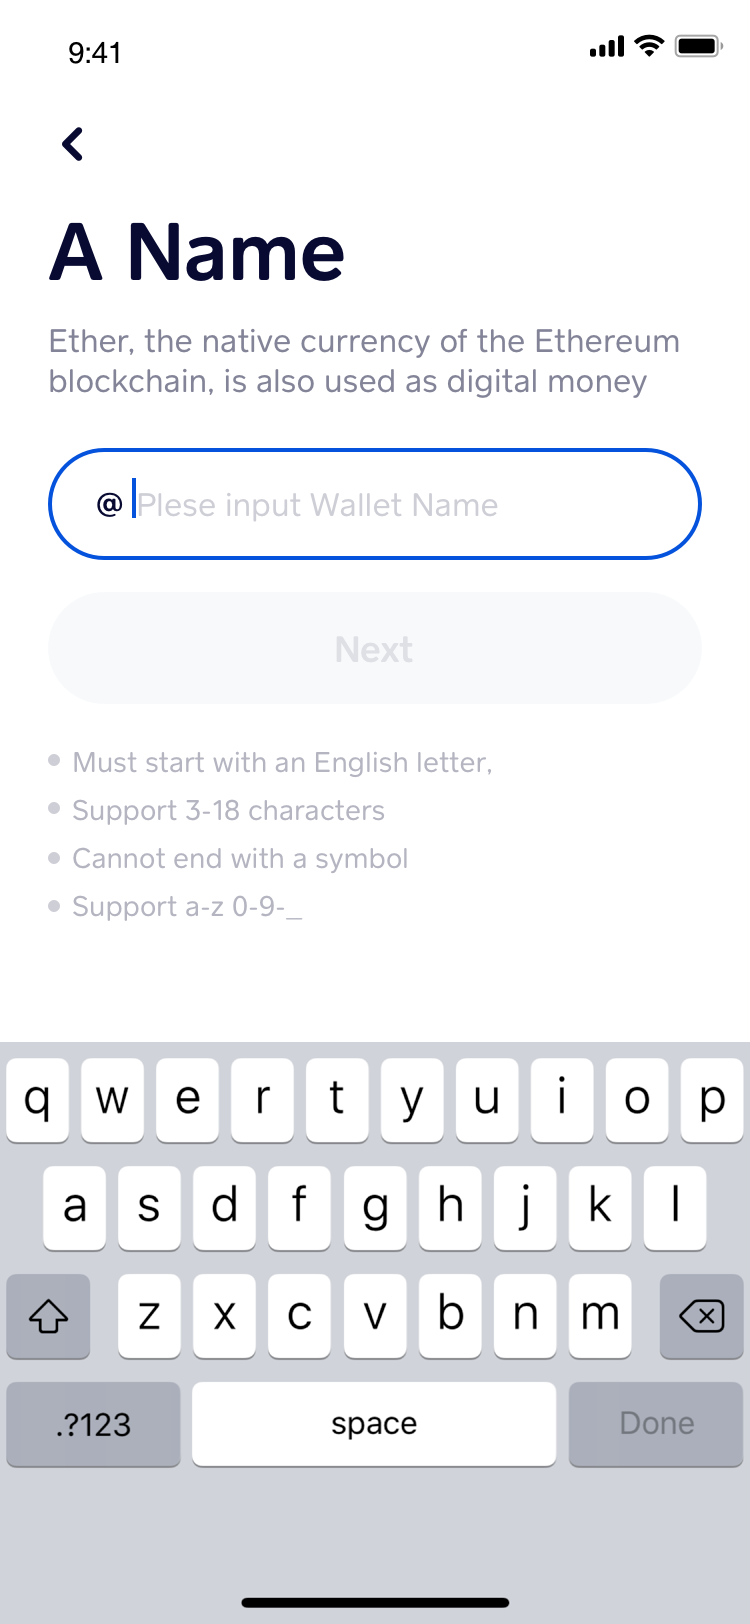 9:41
A Name
Ether, the native currency of the Ethereum
blockchain, is also used as digital money
@ Plese input Wallet Name
Next
Must start with an English letter,
Support 3-18 characters
Cannot end with a symbol
Support a-z 0-9-_
q w e r t y u i o p
a s d f g h j k l
z x c v b n m
.?123 space Done